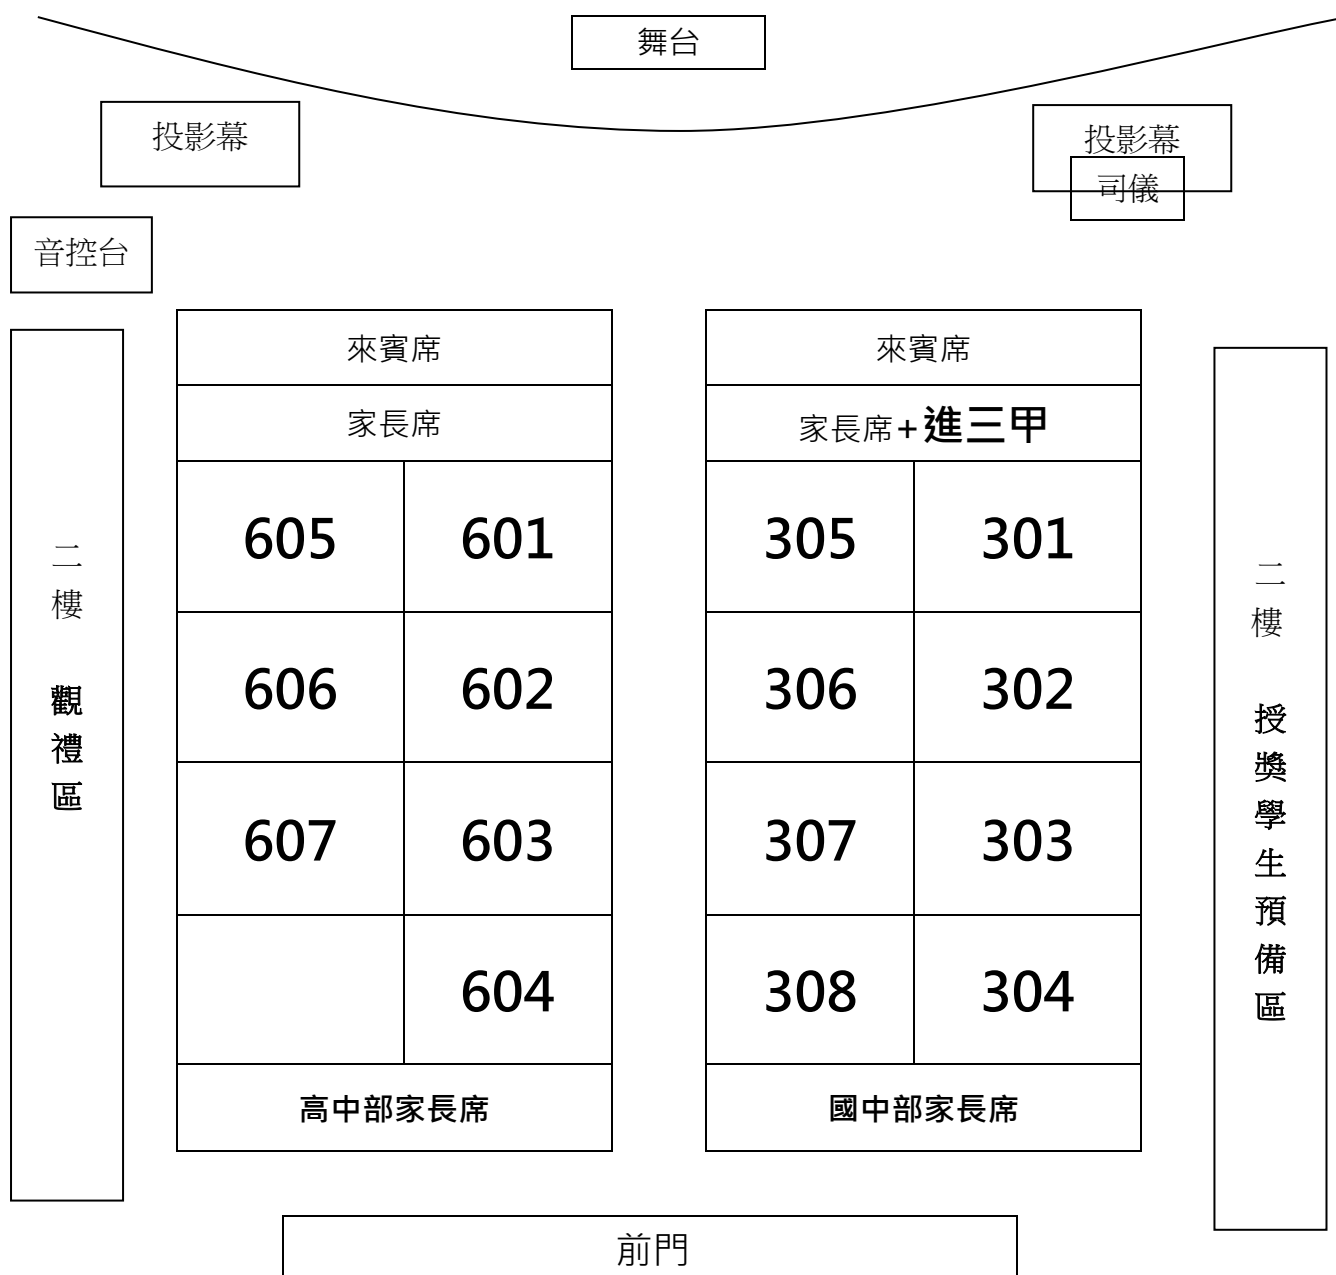 舞台
投影幕
投影幕
司儀
音控台
來賓席
家長席
605 601
606 602
607 603
604
高中部家長席
來賓席
家長席+進三甲
305 301
306 302
307 303
308 304
國中部家長席
二樓 觀禮區
二樓 授獎學生預備區
前門